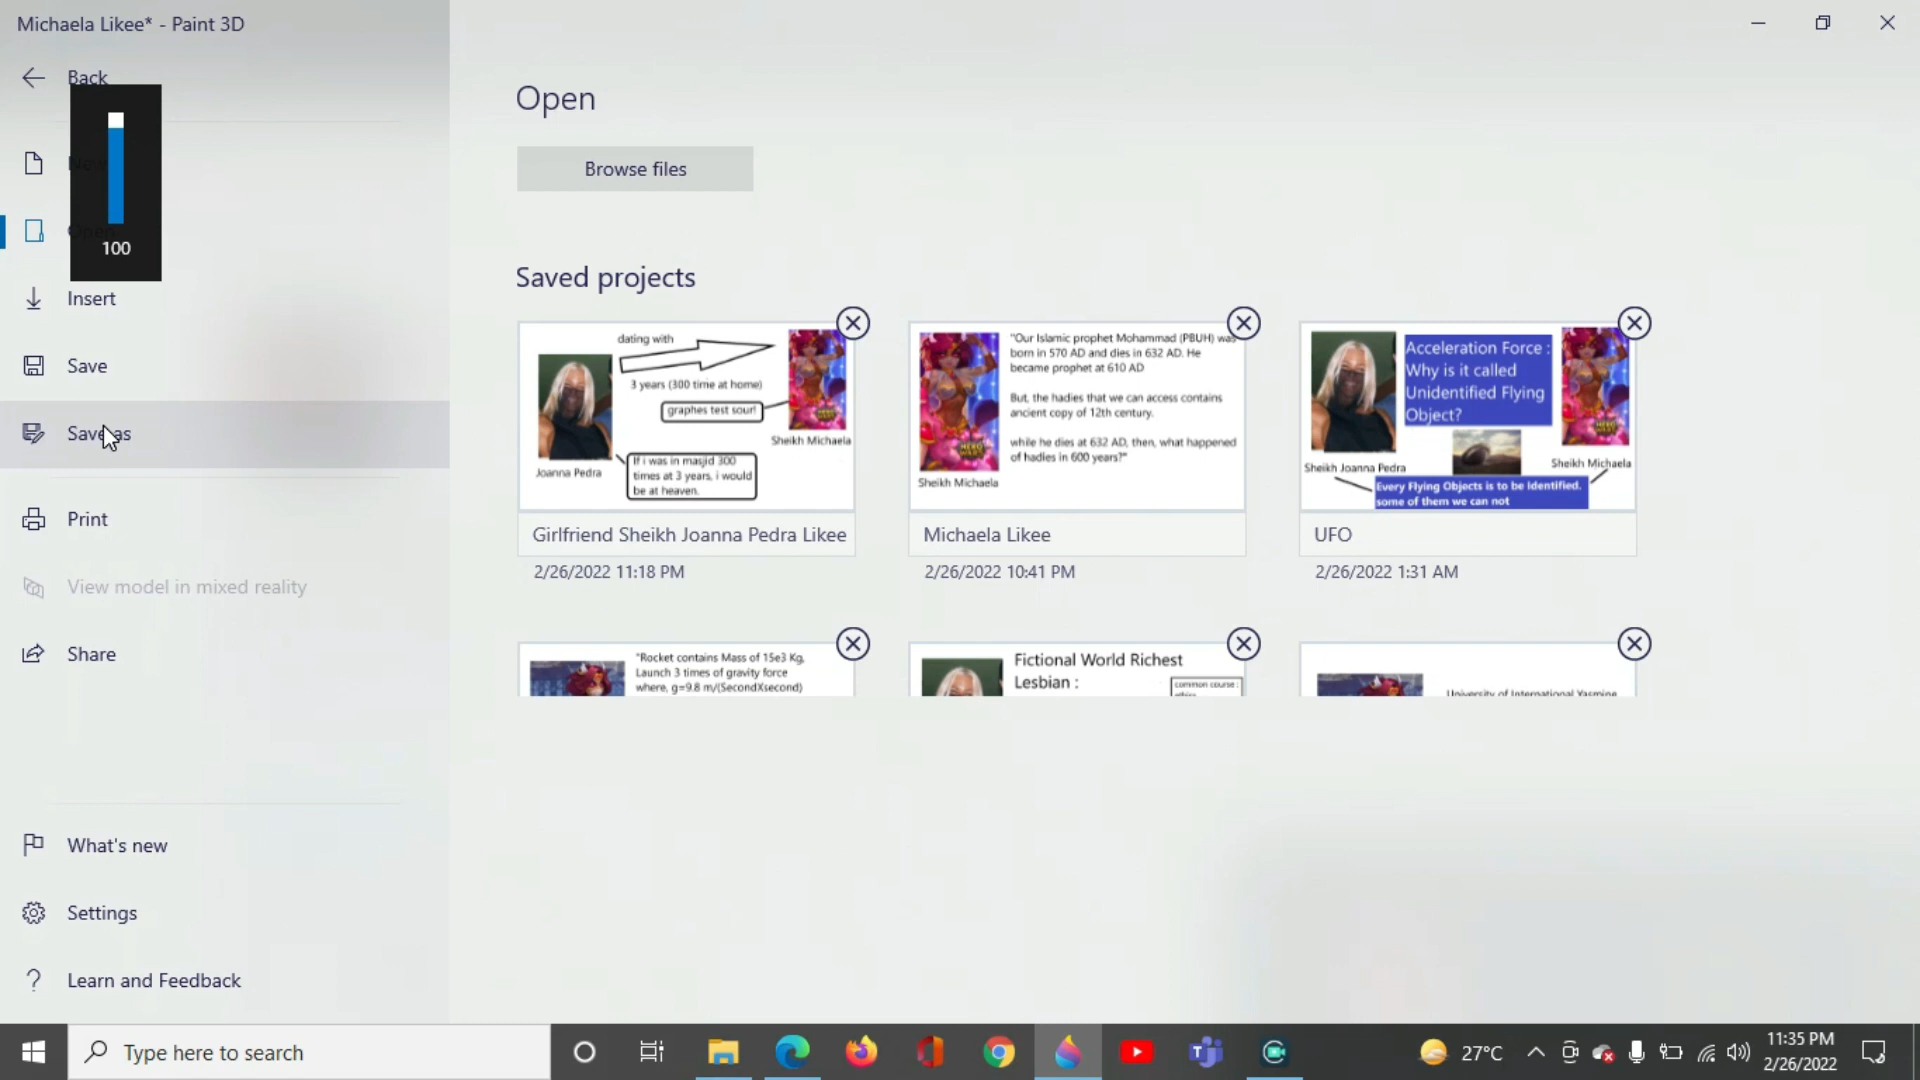 Michaela Likee* - Paint 3D
Back
New
Open
100
Insert
Save
Save as
Print
View model in mixed reality
Share
What's new
Settings
Learn and Feedback
Open
Browse files
Saved projects
dating with
3 years (300 time at home)
graphes test sour!
Sheikh Michaela
Joanna Pedra
If i was in masjid 300
times at 3 years, i would
be at heaven.
Girlfriend Sheikh Joanna Pedra Likee
2/26/2022 11:18 PM
"Our Islamic prophet Mohammad (PBUH) was
born in 570 AD and dies in 632 AD. He
became prophet at 610 AD
But, the hadies that we can access contains
ancient copy of 12th century.
while he dies at 632 AD, then, what happened
of hadies in 600 years?"
HERO
WARS
Sheikh Michaela
Michaela Likee
2/26/2022 10:41 PM
Acceleration Force :
Why is it called
Unidentified Flying
Object?
Sheikh Joanna Pedra
Sheikh Michaela
Every Flying Objects is to be Identified.
some of them we can not
UFO
2/26/2022 1:31 AM
"Rocket contains Mass of 15e3 Kg,
Launch 3 times of gravity force
where, g=9.8 m/(SecondXsecond)
Fictional World Richest
Lesbian :
common course :
University of International Yasmine
Type here to search
27°C
11:35 PM
2/26/2022